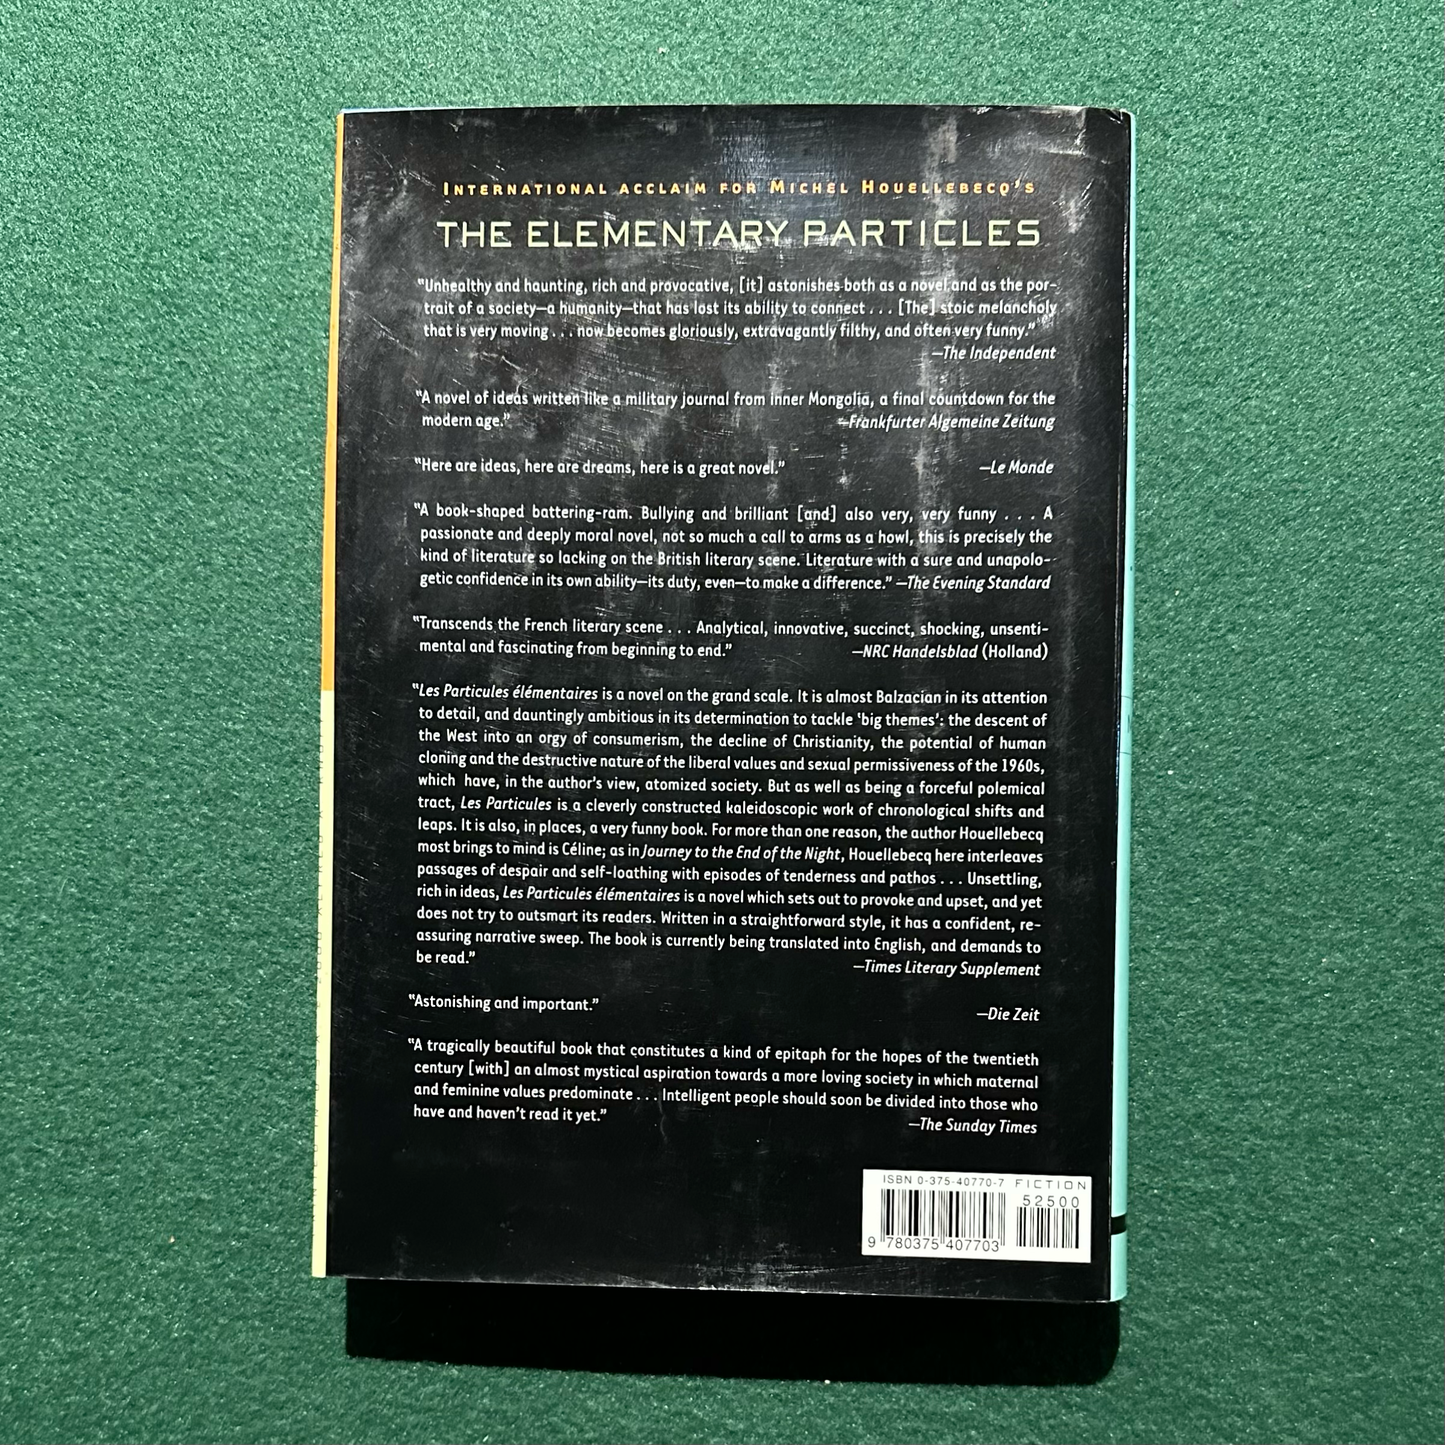 INTERNATIONAL ACCLAIM FOR MICHEL HOUELLEBECQ'S
THE ELEMENTARY PARTICLES
"Unhealthy and haunting, rich and provocative, [it] astonishes both as a novel and as the por-
trait of a society—a humanity—that has lost its ability to connect . . . [The] stoic melancholy
that is very moving . . . now becomes gloriously, extravagantly filthy, and often very funny."
—The Independent
"A novel of ideas written like a military journal from inner Mongolia, a final countdown for the
modern age." —Frankfurter Algemeine Zeitung
"Here are ideas, here are dreams, here is a great novel." —Le Monde
"A book-shaped battering-ram. Bullying and brilliant [and] also very, very funny . . . A
passionate and deeply moral novel, not so much a call to arms as a howl, this is precisely the
kind of literature so lacking on the British literary scene. Literature with a sure and unapolo-
getic confidence in its own ability—its duty, even—to make a difference." —The Evening Standard
"Transcends the French literary scene . . . Analytical, innovative, succinct, shocking, unsenti-
mental and fascinating from beginning to end." —NRC Handelsblad (Holland)
"Les Particules élémentaires is a novel on the grand scale. It is almost Balzacian in its attention
to detail, and dauntingly ambitious in its determination to tackle 'big themes': the descent of
the West into an orgy of consumerism, the decline of Christianity, the potential of human
cloning and the destructive nature of the liberal values and sexual permissiveness of the 1960s,
which have, in the author's view, atomized society. But as well as being a forceful polemical
tract, Les Particules is a cleverly constructed kaleidoscopic work of chronological shifts and
leaps. It is also, in places, a very funny book. For more than one reason, the author Houellebecq
most brings to mind is Céline; as in Journey to the End of the Night, Houellebecq here interleaves
passages of despair and self-loathing with episodes of tenderness and pathos . . . Unsettling,
rich in ideas, Les Particules élémentaires is a novel which sets out to provoke and upset, and yet
does not try to outsmart its readers. Written in a straightforward style, it has a confident, re-
assuring narrative sweep. The book is currently being translated into English, and demands to
be read." —Times Literary Supplement
"Astonishing and important." —Die Zeit
"A tragically beautiful book that constitutes a kind of epitaph for the hopes of the twentieth
century [with] an almost mystical aspiration towards a more loving society in which maternal
and feminine values predominate . . . Intelligent people should soon be divided into those who
have and haven't read it yet." —The Sunday Times
ISBN 0-375-40770-7 FICTION
52500
9 780375 407703